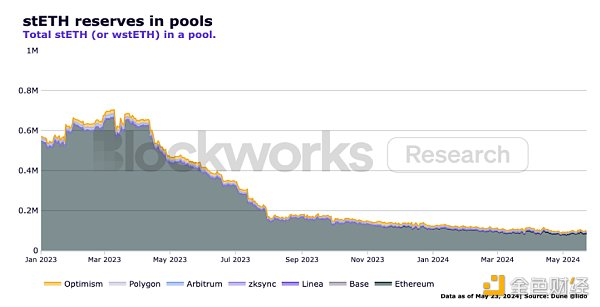 stETH reserves in pools
Total stETH (or wstETH) in a pool.
1M
0.8M
0.6M
0.4M
0.2M
0
Blockworks Research
Jan 2023 Mar 2023 May 2023 Jul 2023 Sep 2023 Nov 2023 Jan 2024 Mar 2024 May 2024
Optimism Polygon Arbitrum zksync Linea Base Ethereum
Data as of May 23, 2024| Source: Dune @lido
金色财经